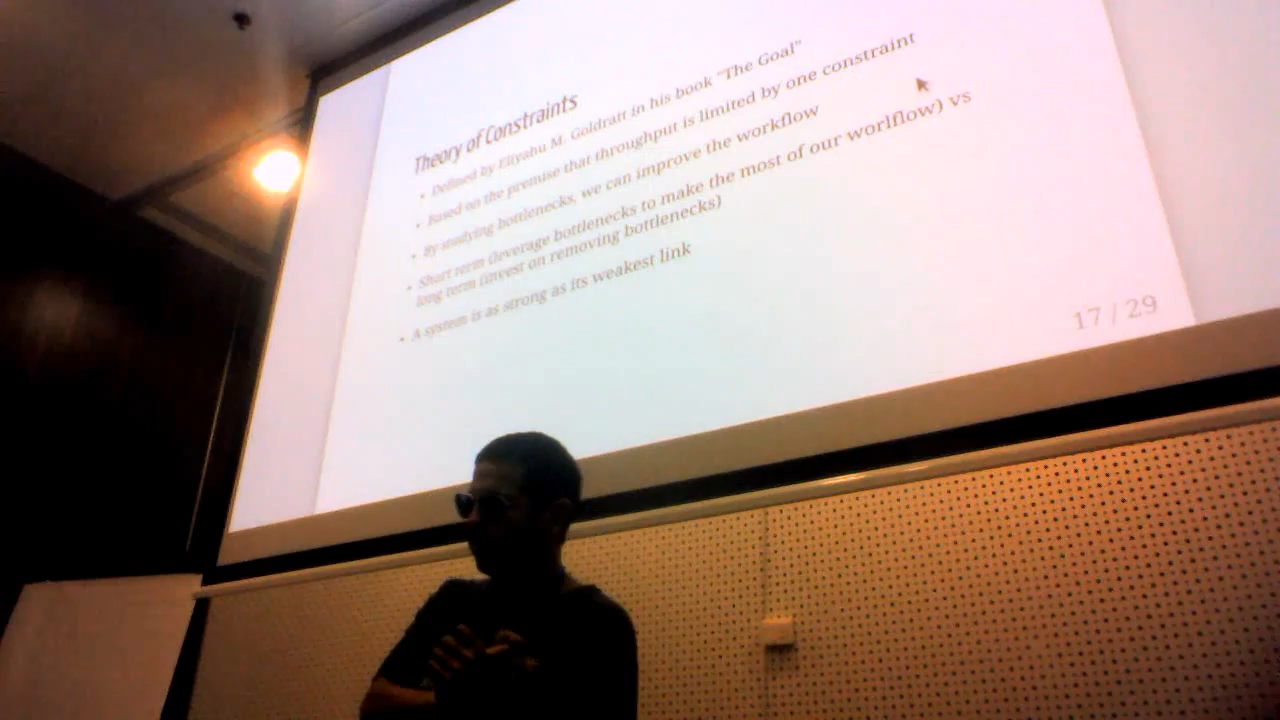 Theory of Constraints
• Defined by Eliyahu M. Goldratt in his book "The Goal"
• Based on the premise that throughput is limited by one constraint
• By studying bottlenecks, we can improve the workflow
• Short term (leverage bottlenecks to make the most of our worlflow) vs
long term (invest on removing bottlenecks)
• A system is as strong as its weakest link
17 / 29